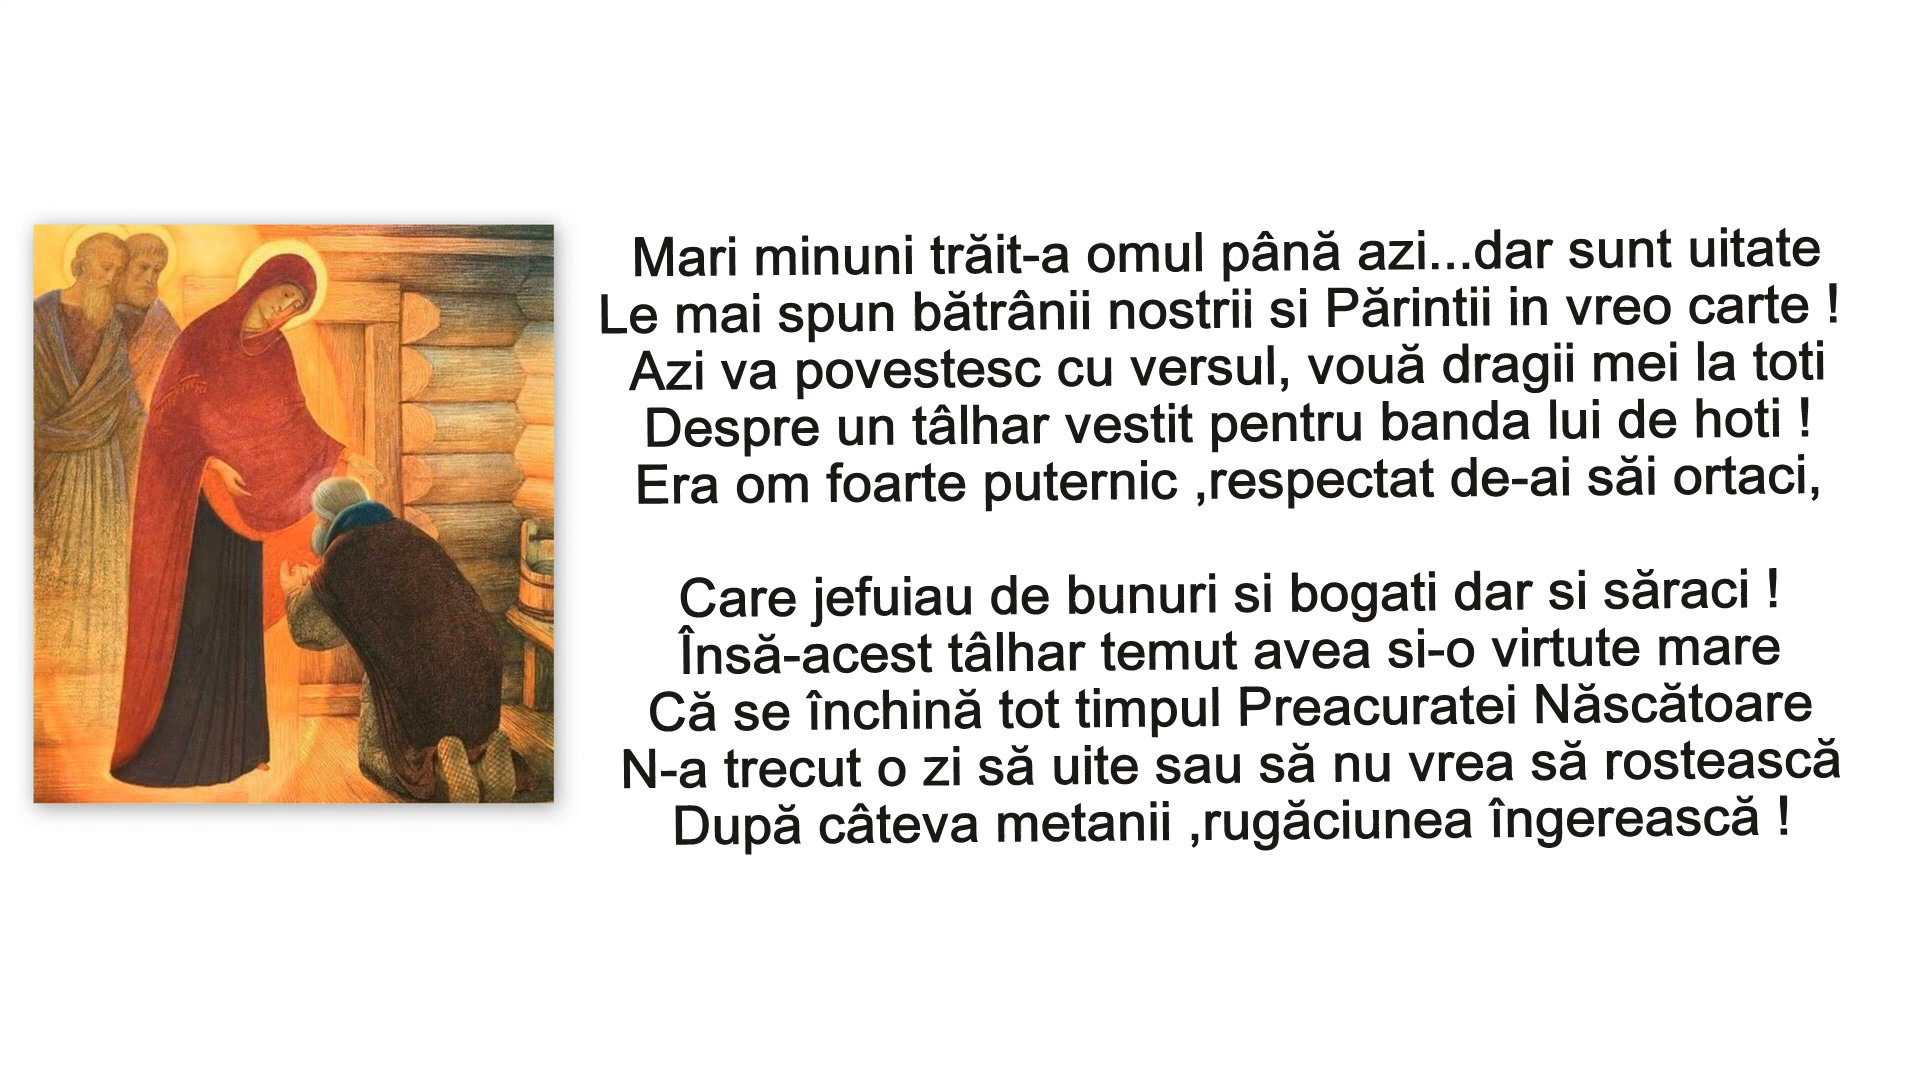 Mari minuni trăit-a omul până azi...dar sunt uitate
Le mai spun bătrânii nostrii si Părintii in vreo carte !
Azi va povestesc cu versul, vouă dragii mei la toti
Despre un tâlhar vestit pentru banda lui de hoti !
Era om foarte puternic ,respectat de-ai săi ortaci,
Care jefuiau de bunuri si bogati dar si săraci !
Însă-acest tâlhar temut avea si-o virtute mare
Că se închină tot timpul Preacuratei Născătoare
N-a trecut o zi să uite sau să nu vrea să rostească
După câteva metanii ,rugăciunea îngerească !